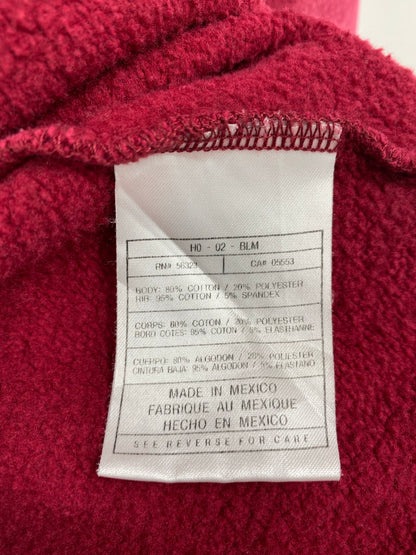 H0 - 02 - BLM
RN# 56323 CA# 05553
BODY: 80% COTTON / 20% POLYESTER
RIB: 95% COTTON / 5% SPANDEX
CORPS: 80% COTON / 20% POLYESTER
BORD COTES: 95% COTON / 5% ELASTHANNE
CUERPO: 80% ALGODON / 20% POLIESTER
CINTURA BAJA: 95% ALGODON / 5% ELASTANO
MADE IN MEXICO
FABRIQUE AU MEXIQUE
HECHO EN MEXICO
SEE REVERSE FOR CARE